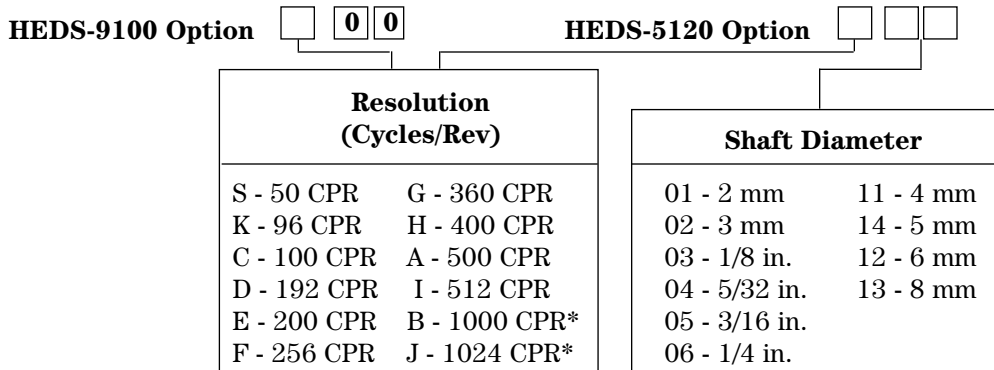 HEDS-9100 Option 0 0 HEDS-5120 Option
Resolution
(Cycles/Rev)
S - 50 CPR G - 360 CPR
K - 96 CPR H - 400 CPR
C - 100 CPR A - 500 CPR
D - 192 CPR I - 512 CPR
E - 200 CPR B - 1000 CPR*
F - 256 CPR J - 1024 CPR*
Shaft Diameter
01 - 2 mm 11 - 4 mm
02 - 3 mm 14 - 5 mm
03 - 1/8 in. 12 - 6 mm
04 - 5/32 in. 13 - 8 mm
05 - 3/16 in.
06 - 1/4 in.